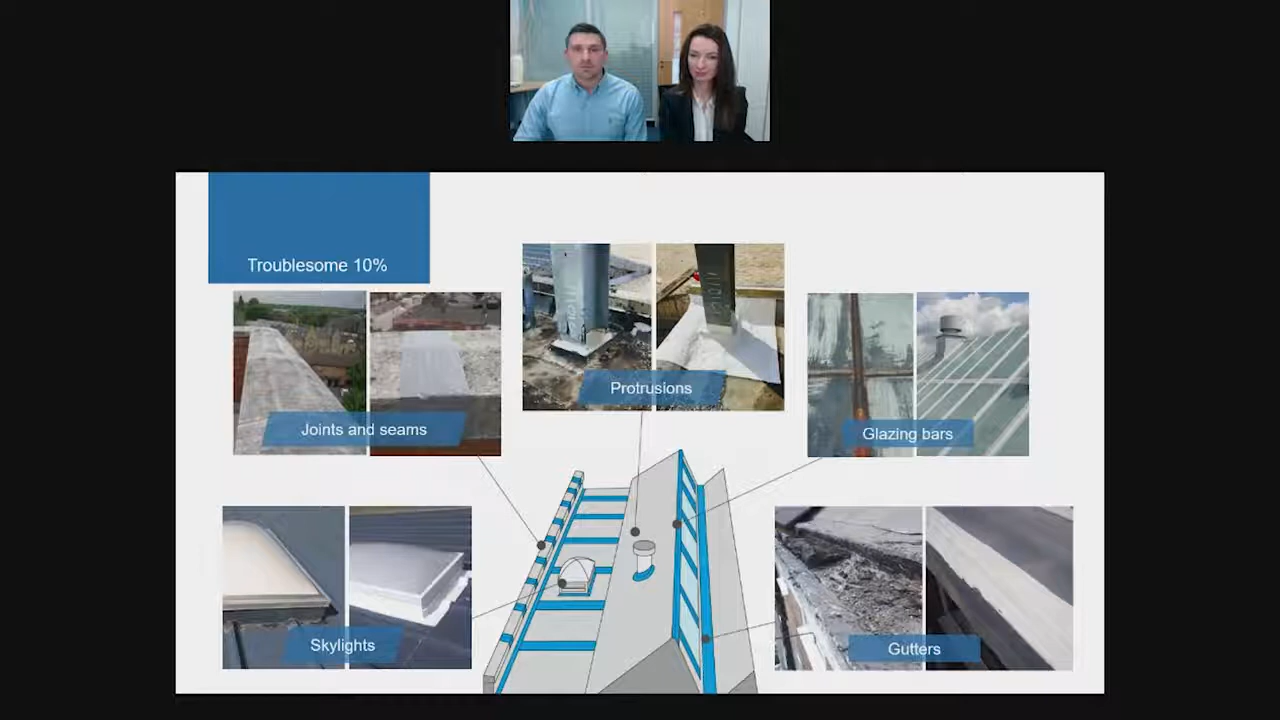 Troublesome 10%
Protrusions
Joints and seams
Glazing bars
Skylights
Gutters